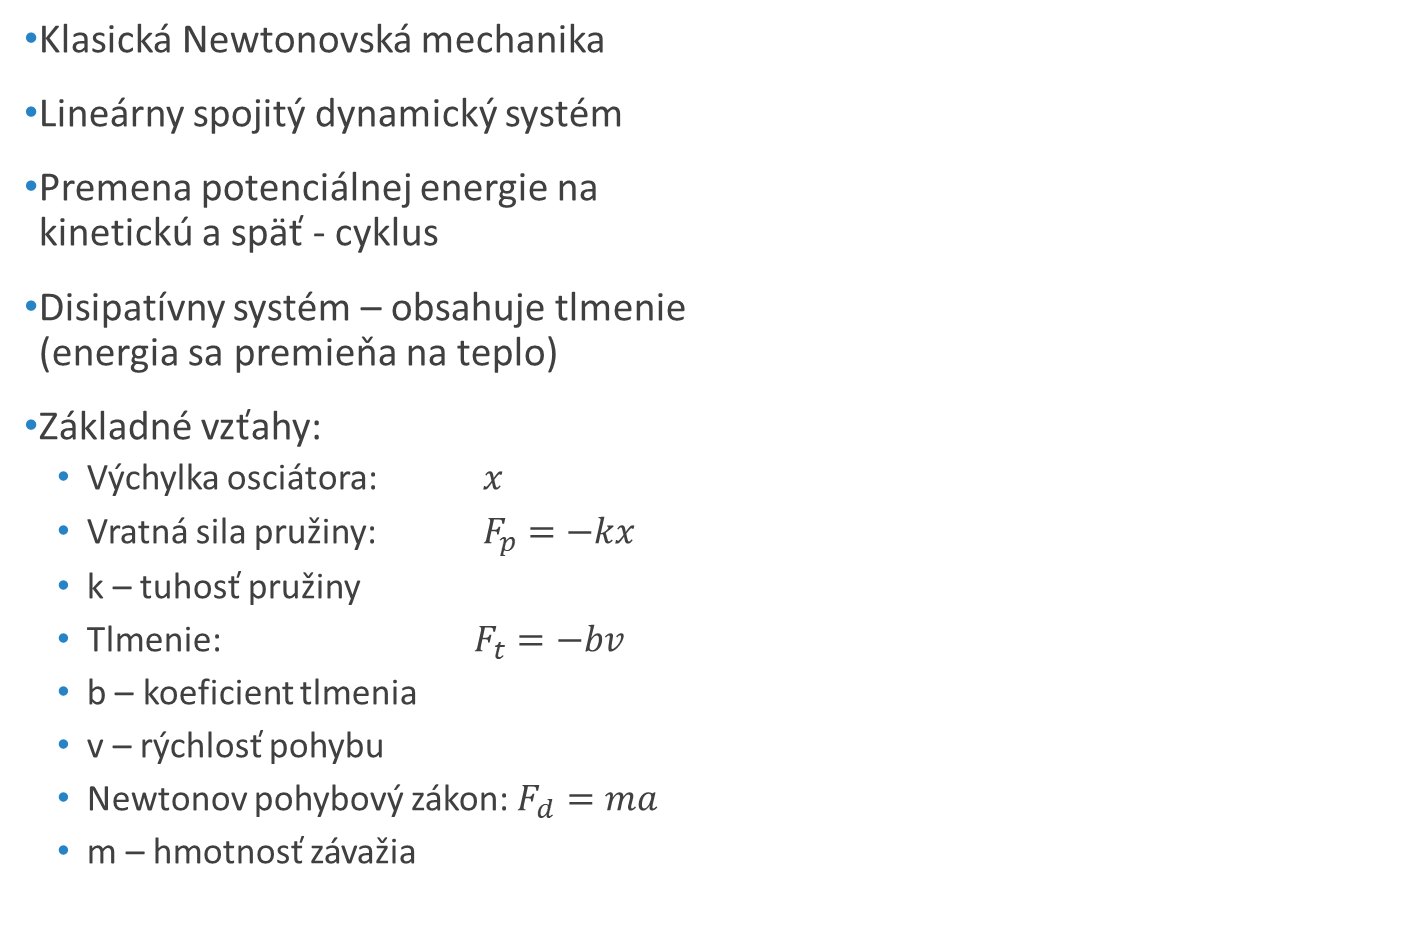 •Klasická Newtonovská mechanika
•Lineárny spojitý dynamický systém
•Premena potenciálnej energie na
kinetickú a späť - cyklus
•Disipatívny systém – obsahuje tlmenie
(energia sa premieňa na teplo)
•Základné vzťahy:
• Výchylka osciátora: x
• Vratná sila pružiny: F_p = −kx
• k – tuhosť pružiny
• Tlmenie: F_t = −bv
• b – koeficient tlmenia
• v – rýchlosť pohybu
• Newtonov pohybový zákon: F_d = ma
• m – hmotnosť závažia